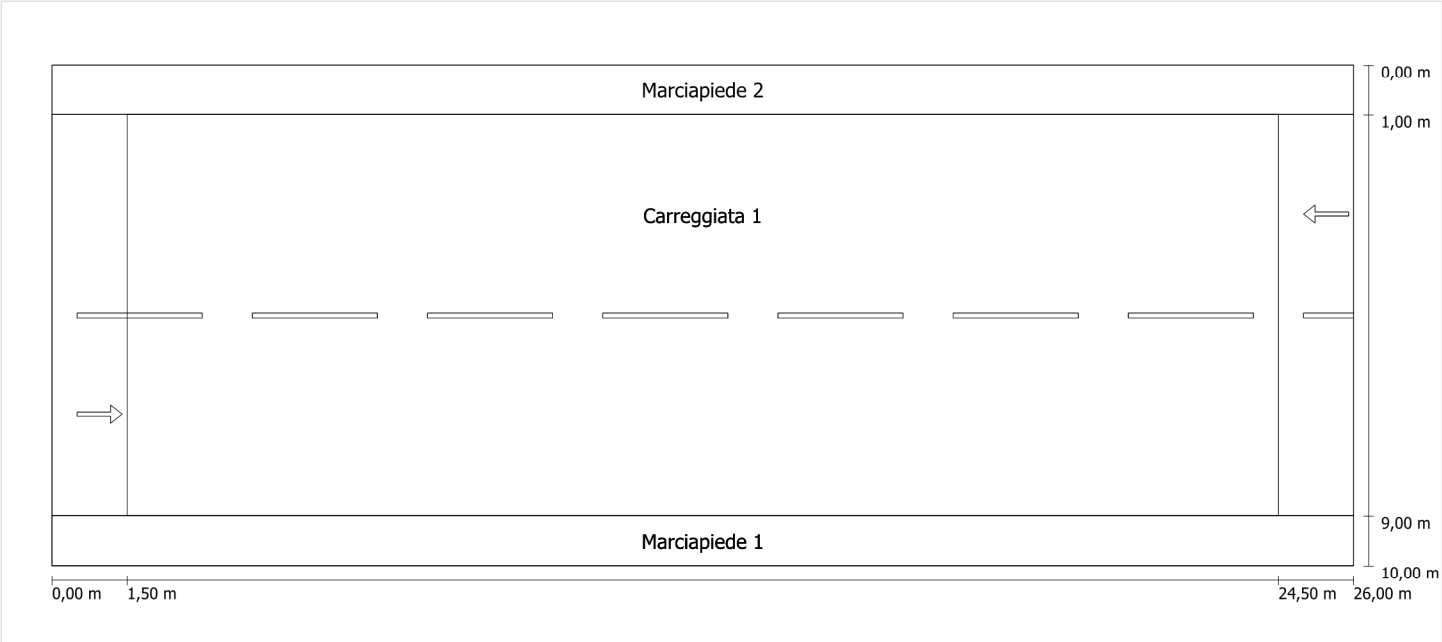 Marciapiede 2
0,00 m
1,00 m
Carreggiata 1
9,00 m
Marciapiede 1
10,00 m
0,00 m 1,50 m 24,50 m 26,00 m